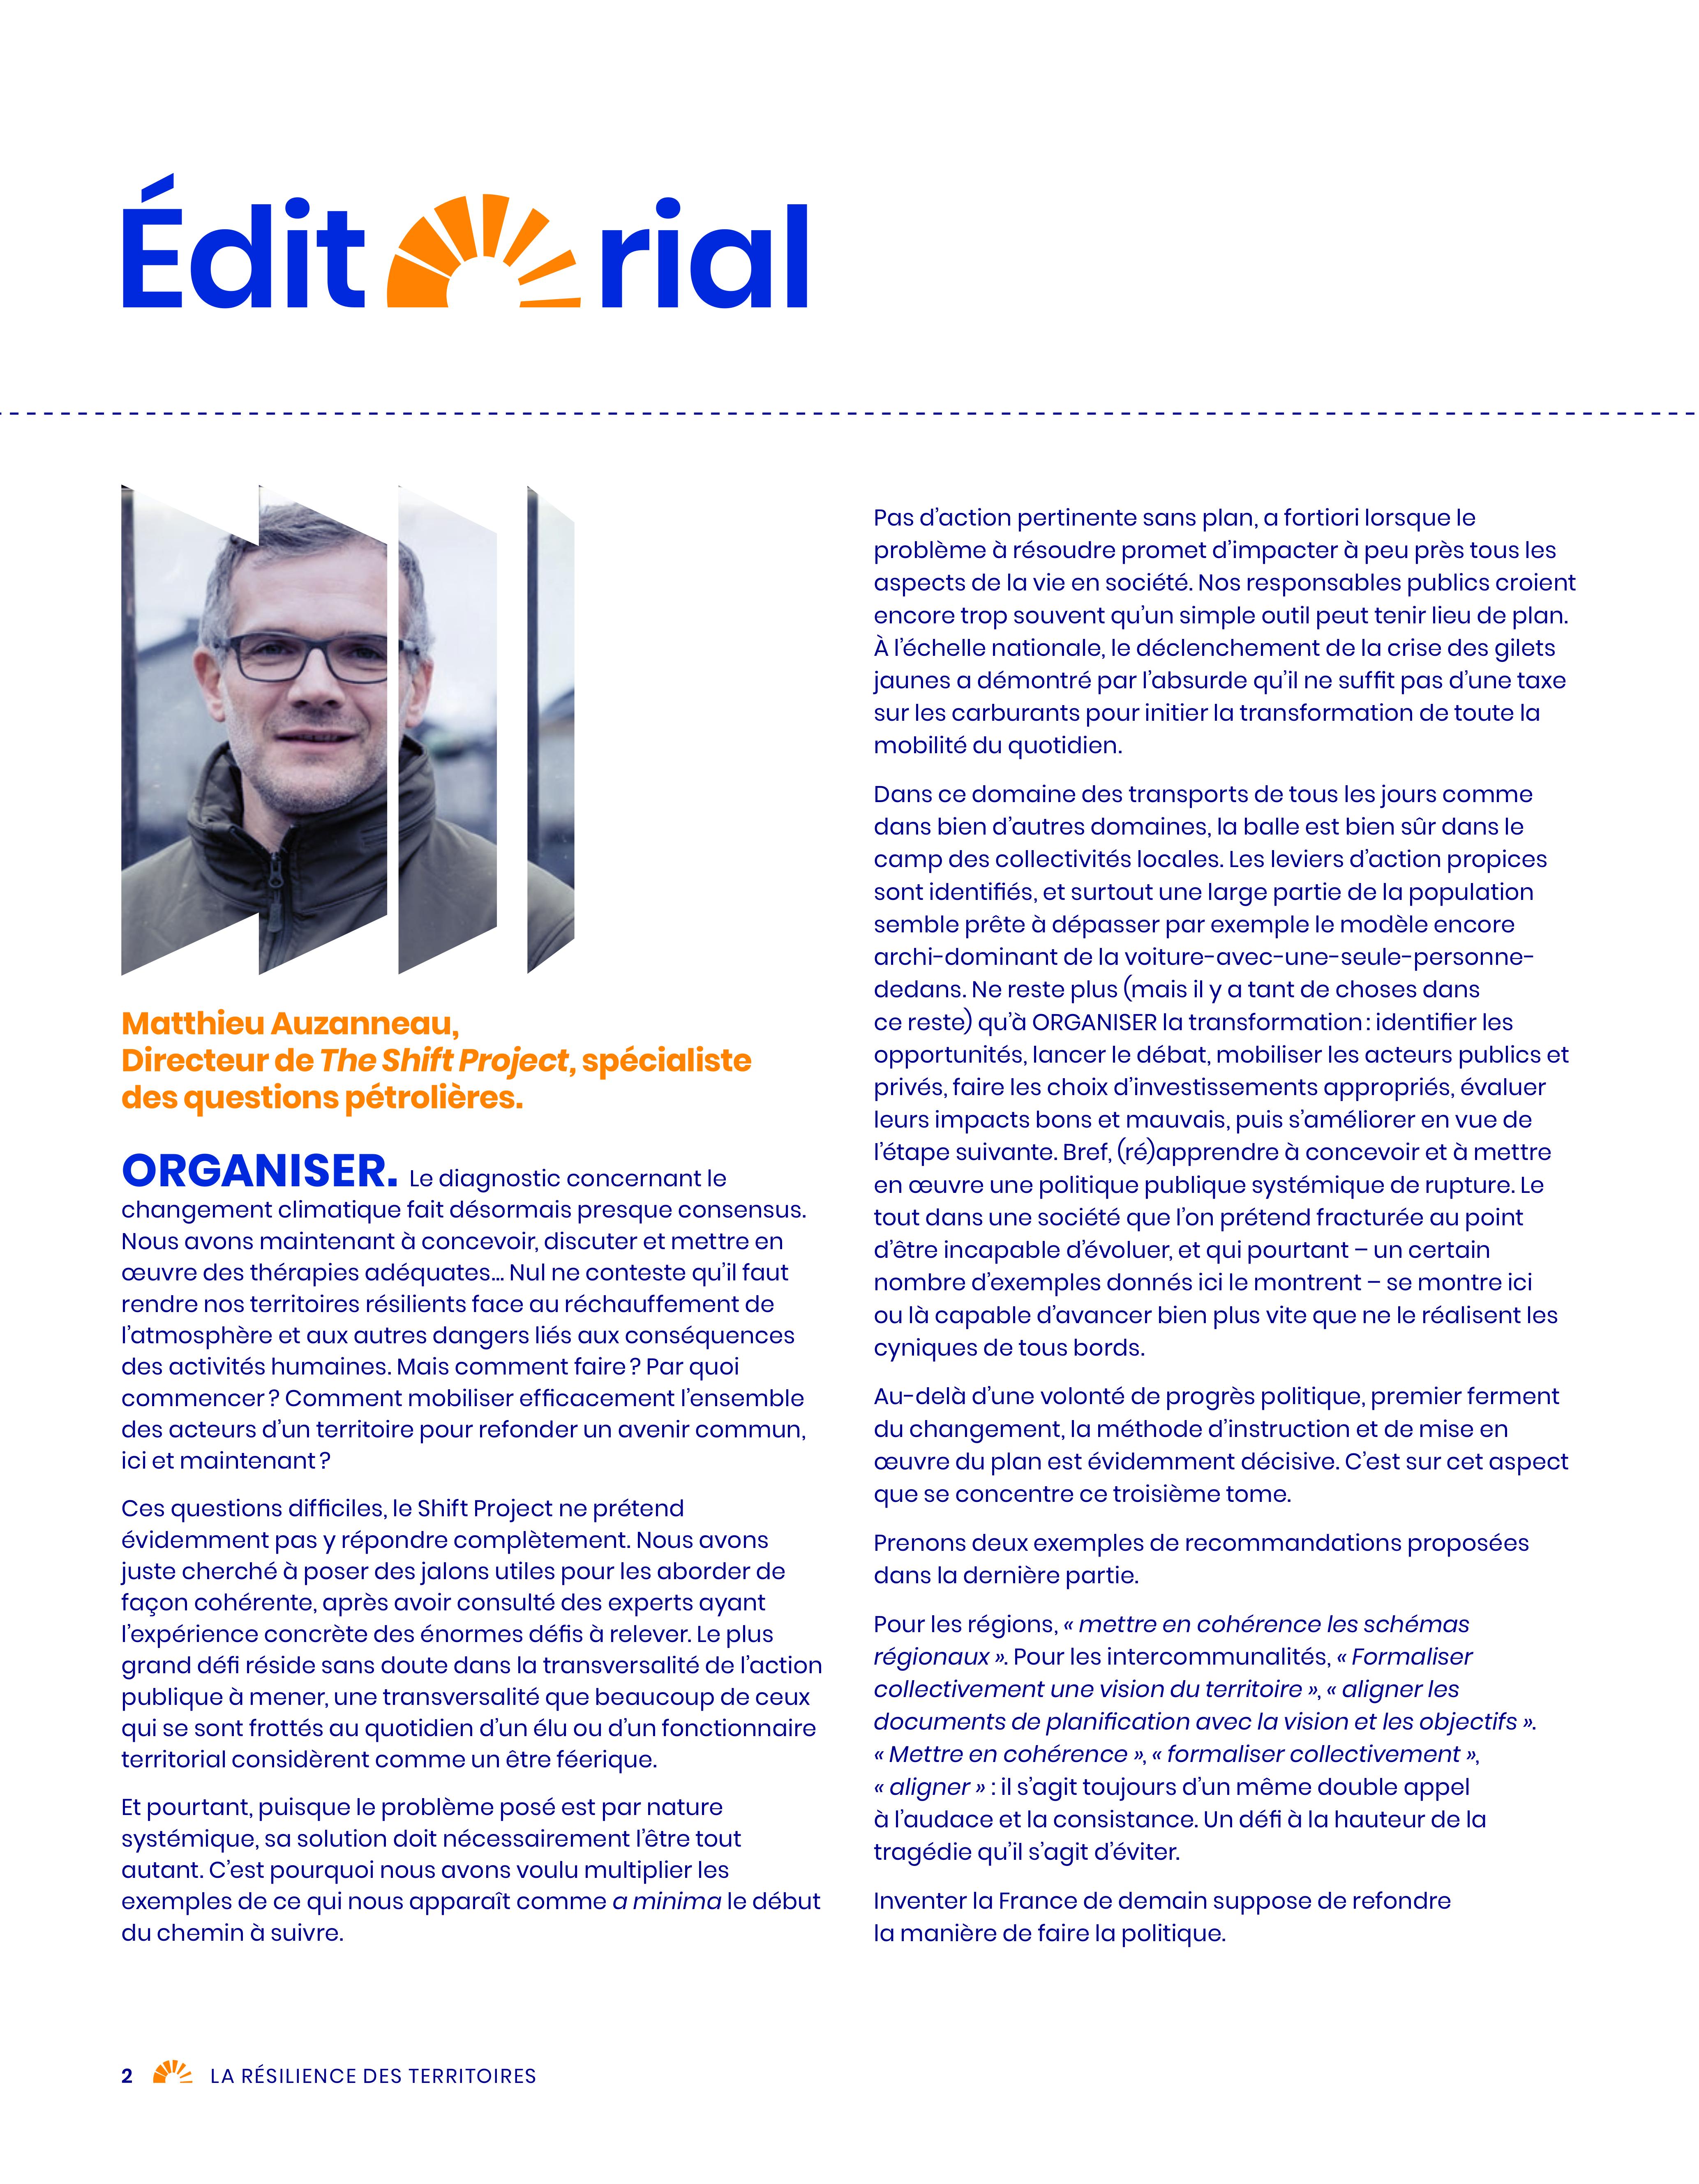 Éditorial
Matthieu Auzanneau,
Directeur de The Shift Project, spécialiste
des questions pétrolières.
ORGANISER. Le diagnostic concernant le
changement climatique fait désormais presque consensus.
Nous avons maintenant à concevoir, discuter et mettre en
œuvre des thérapies adéquates… Nul ne conteste qu’il faut
rendre nos territoires résilients face au réchauffement de
l’atmosphère et aux autres dangers liés aux conséquences
des activités humaines. Mais comment faire ? Par quoi
commencer ? Comment mobiliser efficacement l’ensemble
des acteurs d’un territoire pour refonder un avenir commun,
ici et maintenant ?
Ces questions difficiles, le Shift Project ne prétend
évidemment pas y répondre complètement. Nous avons
juste cherché à poser des jalons utiles pour les aborder de
façon cohérente, après avoir consulté des experts ayant
l’expérience concrète des énormes défis à relever. Le plus
grand défi réside sans doute dans la transversalité de l’action
publique à mener, une transversalité que beaucoup de ceux
qui se sont frottés au quotidien d’un élu ou d’un fonctionnaire
territorial considèrent comme un être féerique.
Et pourtant, puisque le problème posé est par nature
systémique, sa solution doit nécessairement l’être tout
autant. C’est pourquoi nous avons voulu multiplier les
exemples de ce qui nous apparaît comme a minima le début
du chemin à suivre.
Pas d’action pertinente sans plan, a fortiori lorsque le
problème à résoudre promet d’impacter à peu près tous les
aspects de la vie en société. Nos responsables publics croient
encore trop souvent qu’un simple outil peut tenir lieu de plan.
À l’échelle nationale, le déclenchement de la crise des gilets
jaunes a démontré par l’absurde qu’il ne suffit pas d’une taxe
sur les carburants pour initier la transformation de toute la
mobilité du quotidien.
Dans ce domaine des transports de tous les jours comme
dans bien d’autres domaines, la balle est bien sûr dans le
camp des collectivités locales. Les leviers d’action propices
sont identifiés, et surtout une large partie de la population
semble prête à dépasser par exemple le modèle encore
archi-dominant de la voiture-avec-une-seule-personne-
dedans. Ne reste plus (mais il y a tant de choses dans
ce reste) qu’à ORGANISER la transformation : identifier les
opportunités, lancer le débat, mobiliser les acteurs publics et
privés, faire les choix d’investissements appropriés, évaluer
leurs impacts bons et mauvais, puis s’améliorer en vue de
l’étape suivante. Bref, (ré)apprendre à concevoir et à mettre
en œuvre une politique publique systémique de rupture. Le
tout dans une société que l’on prétend fracturée au point
d’être incapable d’évoluer, et qui pourtant – un certain
nombre d’exemples donnés ici le montrent – se montre ici
ou là capable d’avancer bien plus vite que ne le réalisent les
cyniques de tous bords.
Au-delà d’une volonté de progrès politique, premier ferment
du changement, la méthode d’instruction et de mise en
œuvre du plan est évidemment décisive. C’est sur cet aspect
que se concentre ce troisième tome.
Prenons deux exemples de recommandations proposées
dans la dernière partie.
Pour les régions, « mettre en cohérence les schémas
régionaux ». Pour les intercommunalités, « Formaliser
collectivement une vision du territoire », « aligner les
documents de planification avec la vision et les objectifs ».
« Mettre en cohérence », « formaliser collectivement »,
« aligner » : il s’agit toujours d’un même double appel
à l’audace et la consistance. Un défi à la hauteur de la
tragédie qu’il s’agit d’éviter.
Inventer la France de demain suppose de refondre
la manière de faire la politique.
2 LA RÉSILIENCE DES TERRITOIRES